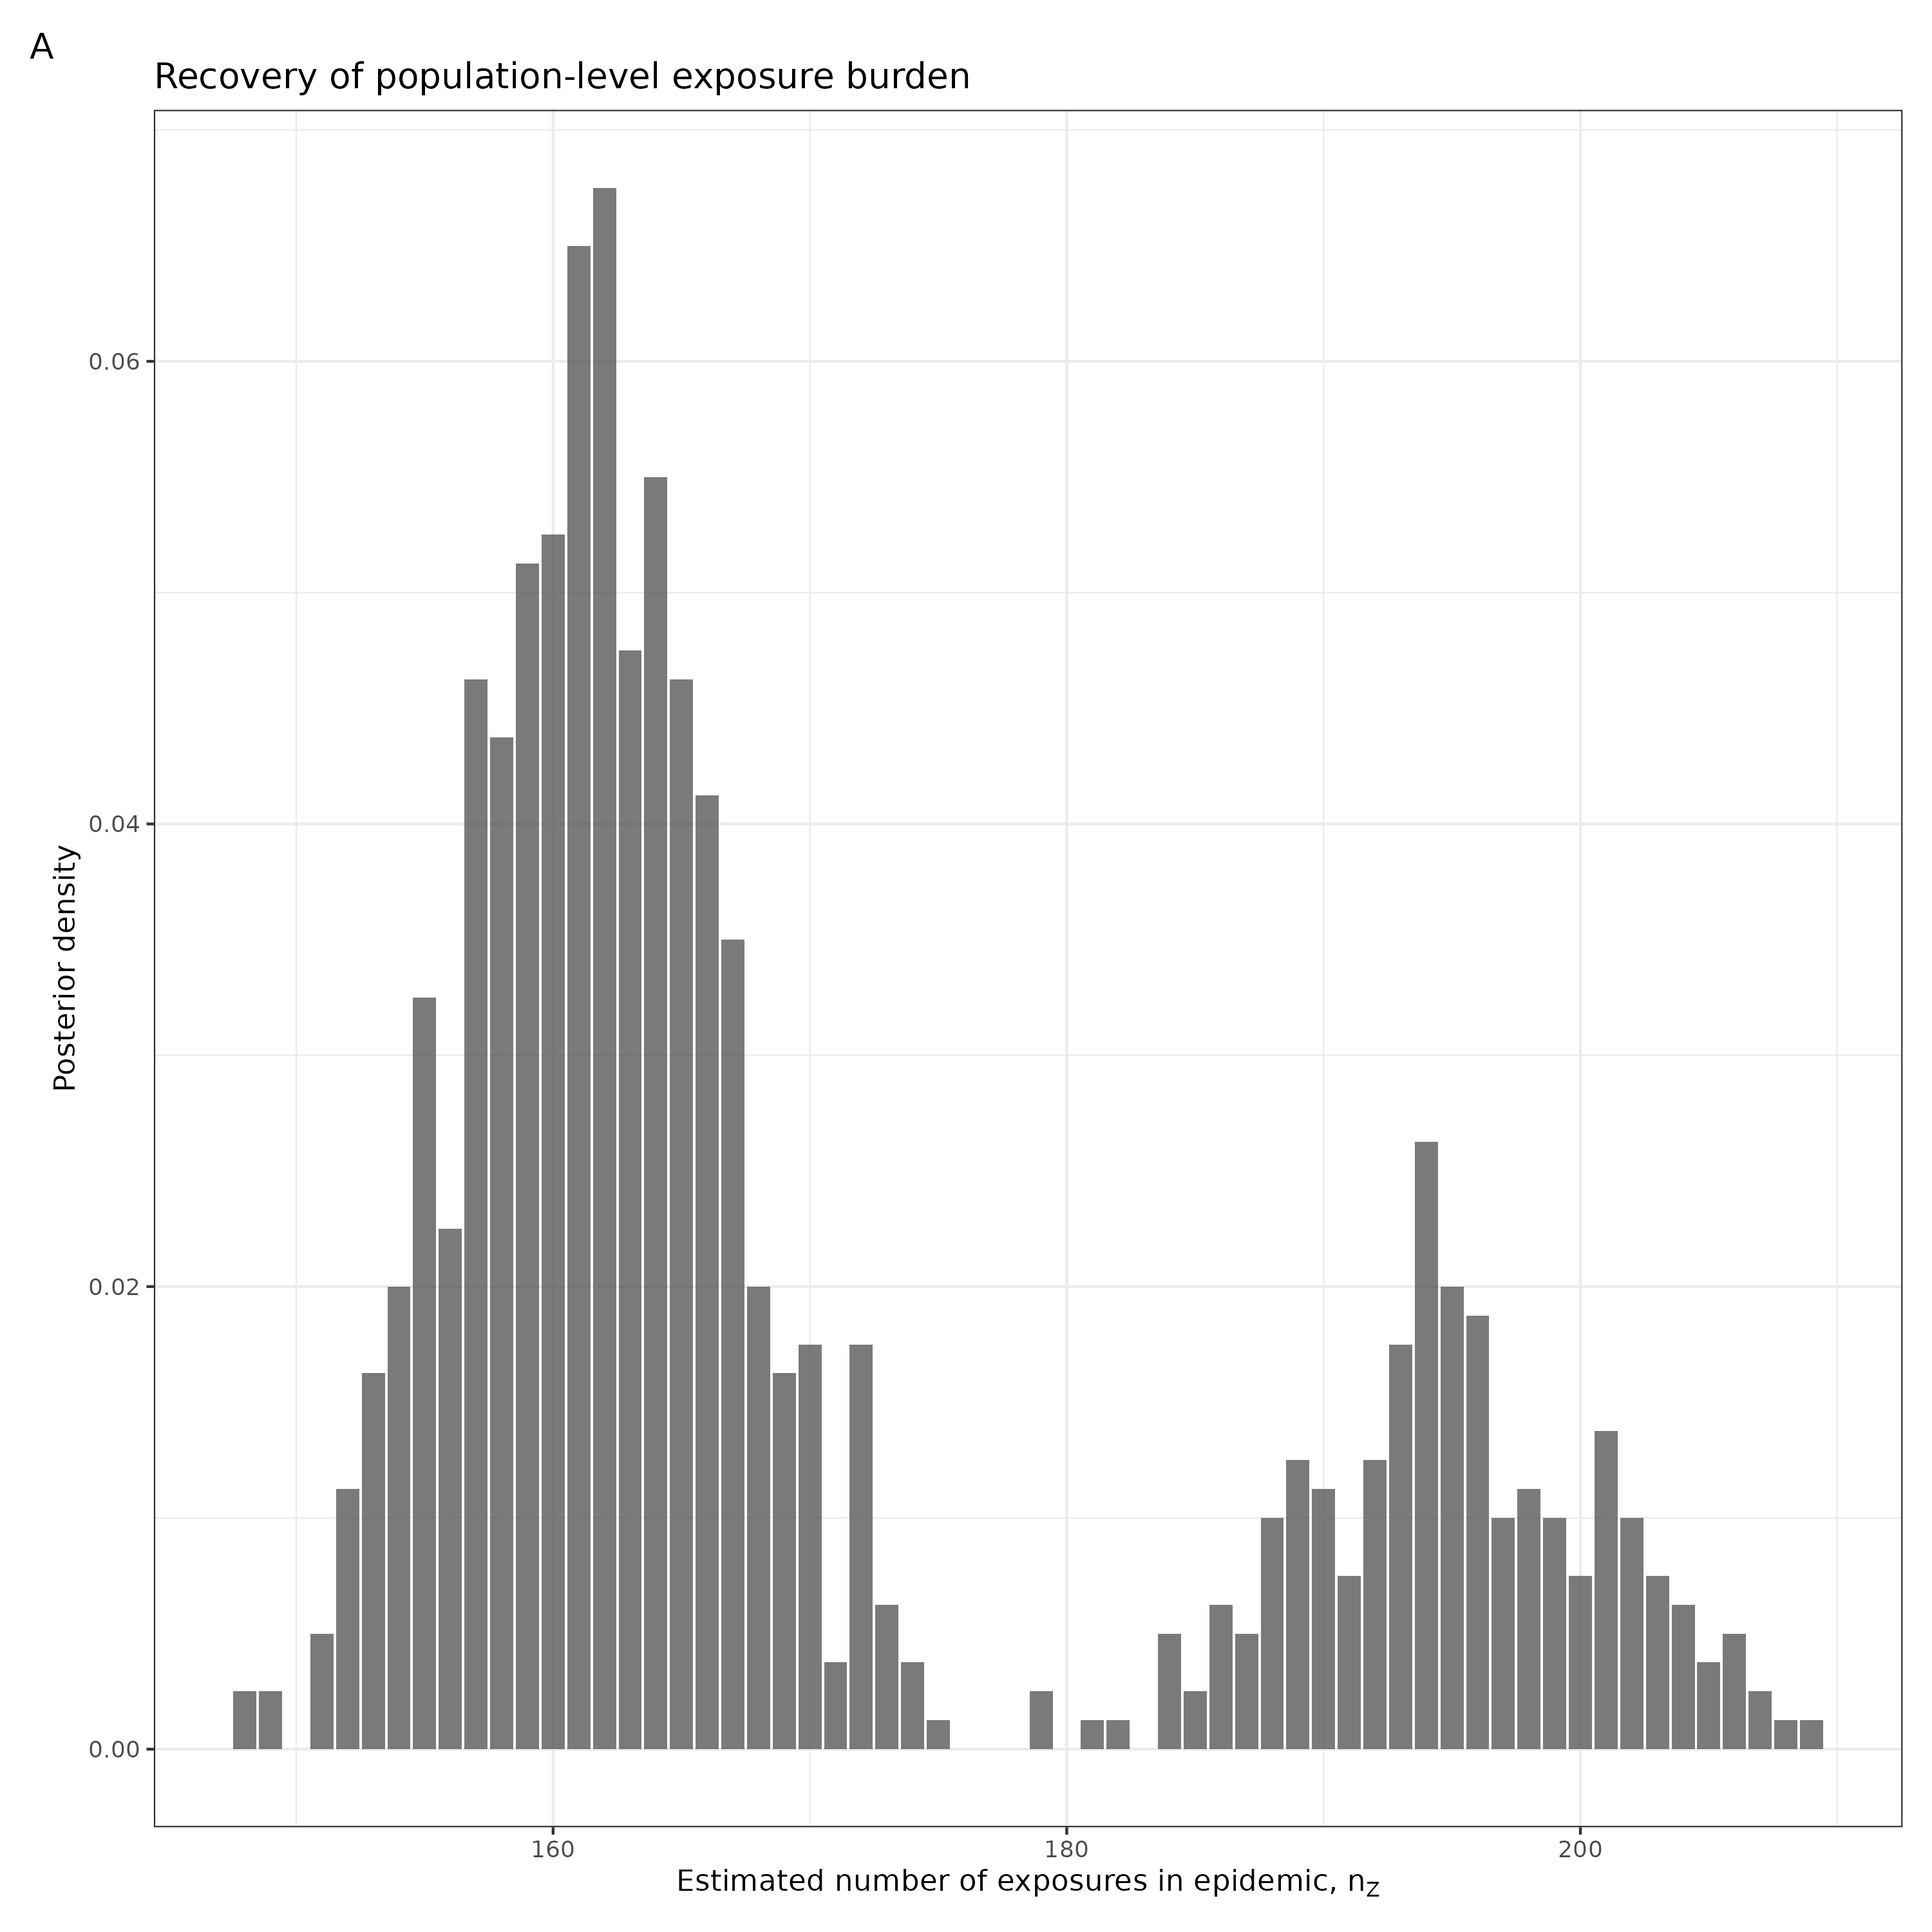 A
Recovery of population-level exposure burden
0.06
0.04
0.02
0.00
Posterior density
160 180 200
Estimated number of exposures in epidemic, nZ